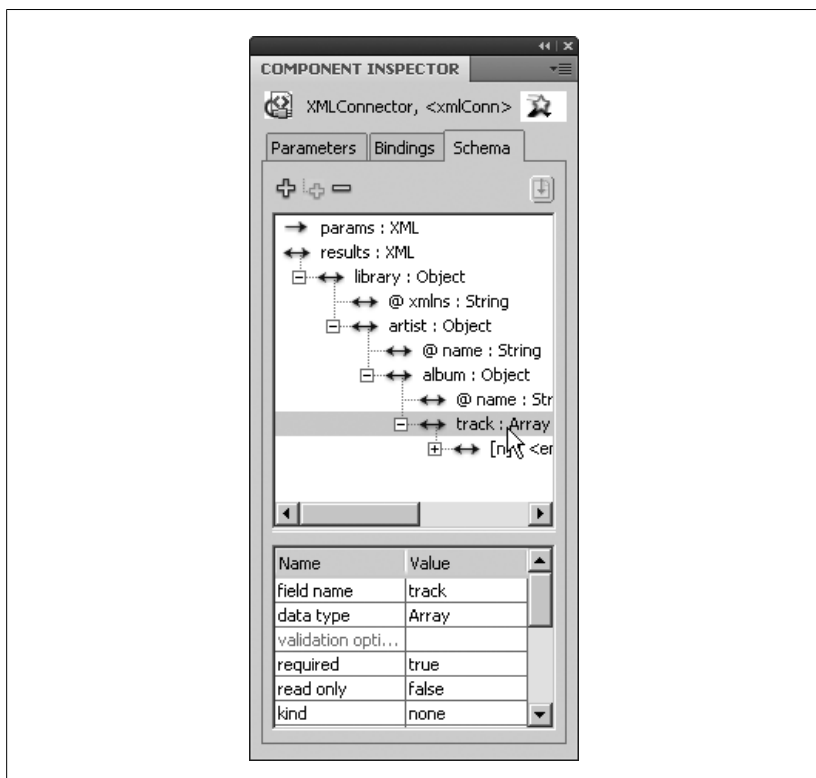 COMPONENT INSPECTOR
XMLConnector, <xmlConn>
Parameters Bindings Schema
params : XML
results : XML
library : Object
@ xmlns : String
artist : Object
@ name : String
album : Object
@ name : Str
track : Array
Name Value
field name track
data type Array
validation opti...
required true
read only false
kind none